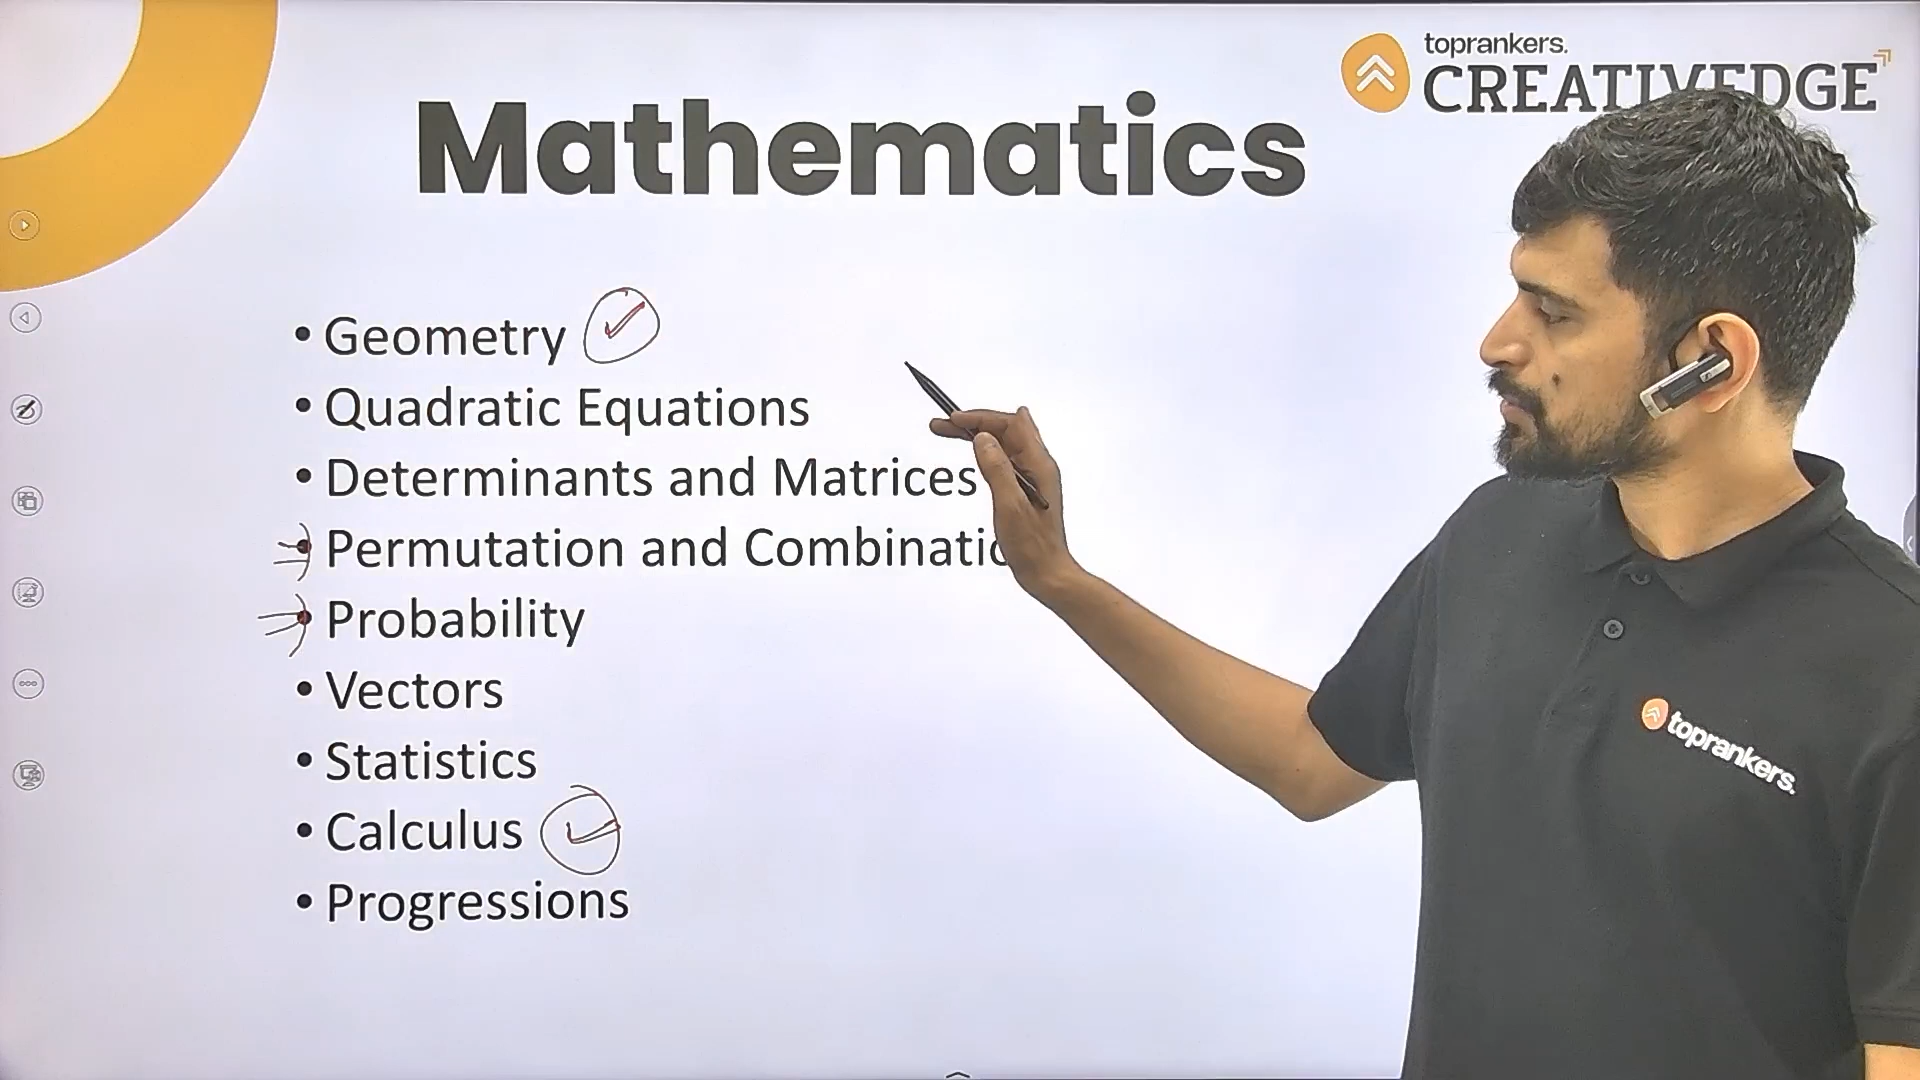 toprankers.
CREATIVEDGE
Mathematics
• Geometry
• Quadratic Equations
• Determinants and Matrices
• Permutation and Combinatio
• Probability
• Vectors
• Statistics
• Calculus
• Progressions
toprankers.